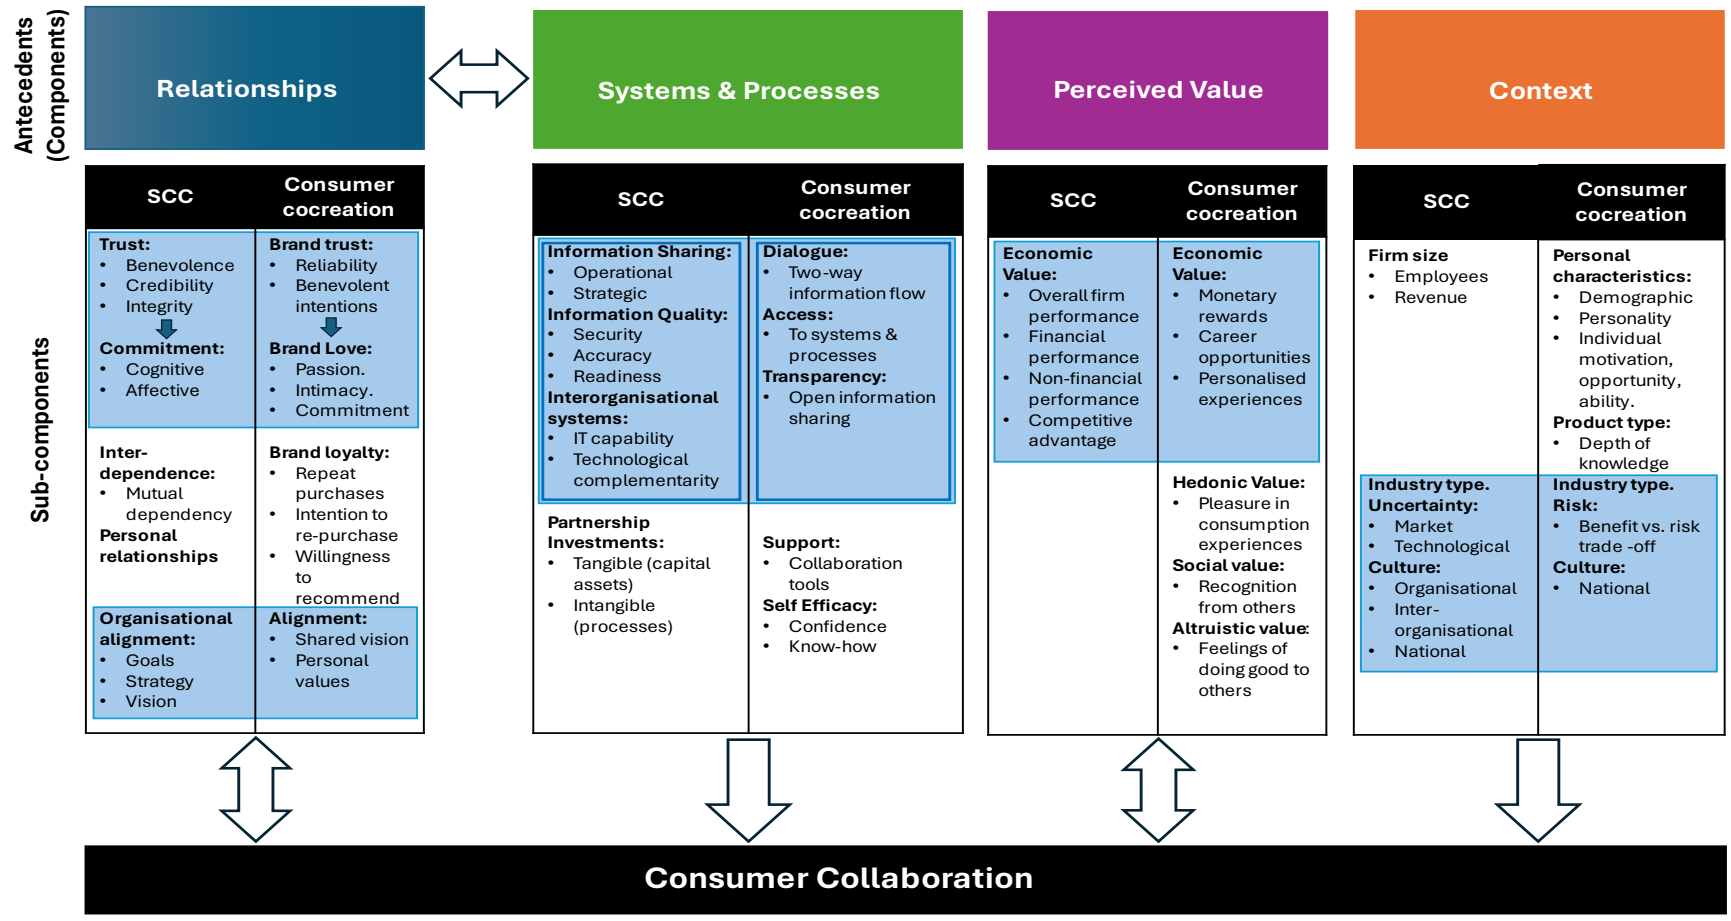 Antecedents
(Components)
Relationships
Systems & Processes
Perceived Value
Context
Sub-components
SCC
Consumer
cocreation
Trust:
• Benevolence
• Credibility
• Integrity
Commitment:
• Cognitive
• Affective
Inter-
dependence:
• Mutual
dependency
Personal
relationships
Organisational
alignment:
• Goals
• Strategy
• Vision
Brand trust:
• Reliability
• Benevolent
intentions
Brand Love:
• Passion.
• Intimacy.
• Commitment
Brand loyalty:
• Repeat
purchases
• Intention to
re-purchase
• Willingness
to
recommend
Alignment:
• Shared vision
• Personal
values
SCC
Consumer
cocreation
Information Sharing:
• Operational
• Strategic
Information Quality:
• Security
• Accuracy
• Readiness
Interorganisational
systems:
• IT capability
• Technological
complementarity
Partnership
Investments:
• Tangible (capital
assets)
• Intangible
(processes)
Dialogue:
• Two-way
information flow
Access:
• To systems &
processes
Transparency:
• Open information
sharing
Support:
• Collaboration
tools
Self Efficacy:
• Confidence
• Know-how
SCC
Consumer
cocreation
Economic
Value:
• Overall firm
performance
• Financial
performance
• Non-financial
performance
• Competitive
advantage
Economic
Value:
• Monetary
rewards
• Career
opportunities
• Personalised
experiences
Hedonic Value:
• Pleasure in
consumption
experiences
Social value:
• Recognition
from others
Altruistic value:
• Feelings of
doing good to
others
SCC
Consumer
cocreation
Firm size
• Employees
• Revenue
Industry type.
Uncertainty:
• Market
• Technological
Culture:
• Organisational
• Inter-
organisational
• National
Personal
characteristics:
• Demographic
• Personality
• Individual
motivation,
opportunity,
ability.
Product type:
• Depth of
knowledge
Industry type.
Risk:
• Benefit vs. risk
trade -off
Culture:
• National
Consumer Collaboration